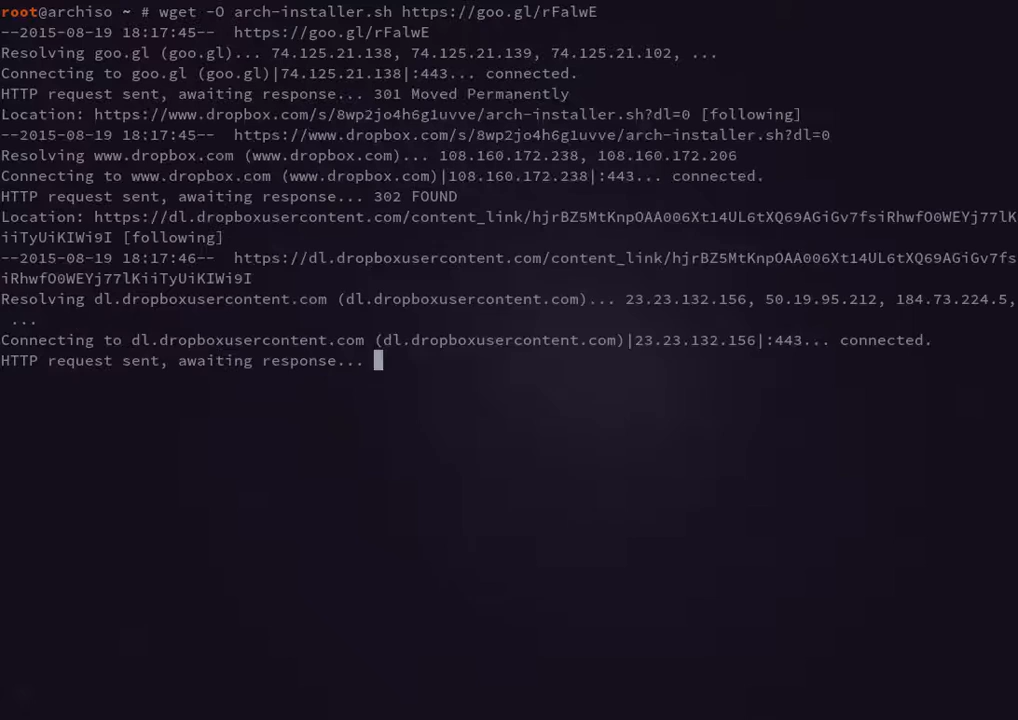 root@archiso ~ # wget -O arch-installer.sh https://goo.gl/rFalwE
--2015-08-19 18:17:45--  https://goo.gl/rFalwE
Resolving goo.gl (goo.gl)... 74.125.21.138, 74.125.21.139, 74.125.21.102, ...
Connecting to goo.gl (goo.gl)|74.125.21.138|:443... connected.
HTTP request sent, awaiting response... 301 Moved Permanently
Location: https://www.dropbox.com/s/8wp2jo4h6g1uvve/arch-installer.sh?dl=0 [following]
--2015-08-19 18:17:45--  https://www.dropbox.com/s/8wp2jo4h6g1uvve/arch-installer.sh?dl=0
Resolving www.dropbox.com (www.dropbox.com)... 108.160.172.238, 108.160.172.206
Connecting to www.dropbox.com (www.dropbox.com)|108.160.172.238|:443... connected.
HTTP request sent, awaiting response... 302 FOUND
Location: https://dl.dropboxusercontent.com/content_link/hjrBZ5MtKnpOAA006Xt14UL6tXQ69AGiGv7fsiRhwfO0WEYj77lK
iiTyUiKIWi9I [following]
--2015-08-19 18:17:46--  https://dl.dropboxusercontent.com/content_link/hjrBZ5MtKnpOAA006Xt14UL6tXQ69AGiGv7fs
iRhwfO0WEYj77lKiiTyUiKIWi9I
Resolving dl.dropboxusercontent.com (dl.dropboxusercontent.com)... 23.23.132.156, 50.19.95.212, 184.73.224.5,
 ...
Connecting to dl.dropboxusercontent.com (dl.dropboxusercontent.com)|23.23.132.156|:443... connected.
HTTP request sent, awaiting response...